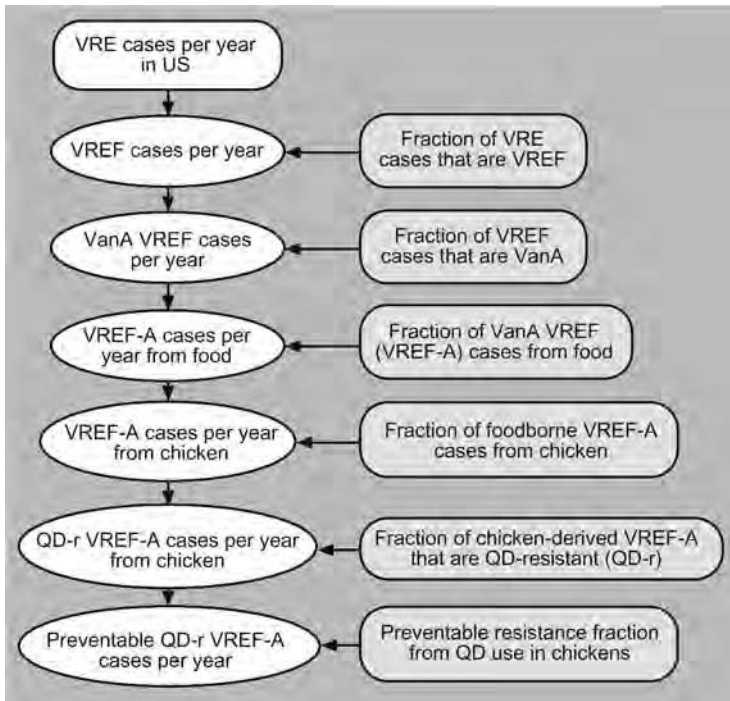 VRE cases per year
in US
VREF cases per year
Fraction of VRE
cases that are VREF
VanA VREF cases
per year
Fraction of VREF
cases that are VanA
VREF-A cases per
year from food
Fraction of VanA VREF
(VREF-A) cases from food
VREF-A cases per year
from chicken
Fraction of foodborne VREF-A
cases from chicken
QD-r VREF-A cases per year
from chicken
Fraction of chicken-derived VREF-A
that are QD-resistant (QD-r)
Preventable QD-r VREF-A
cases per year
Preventable resistance fraction
from QD use in chickens